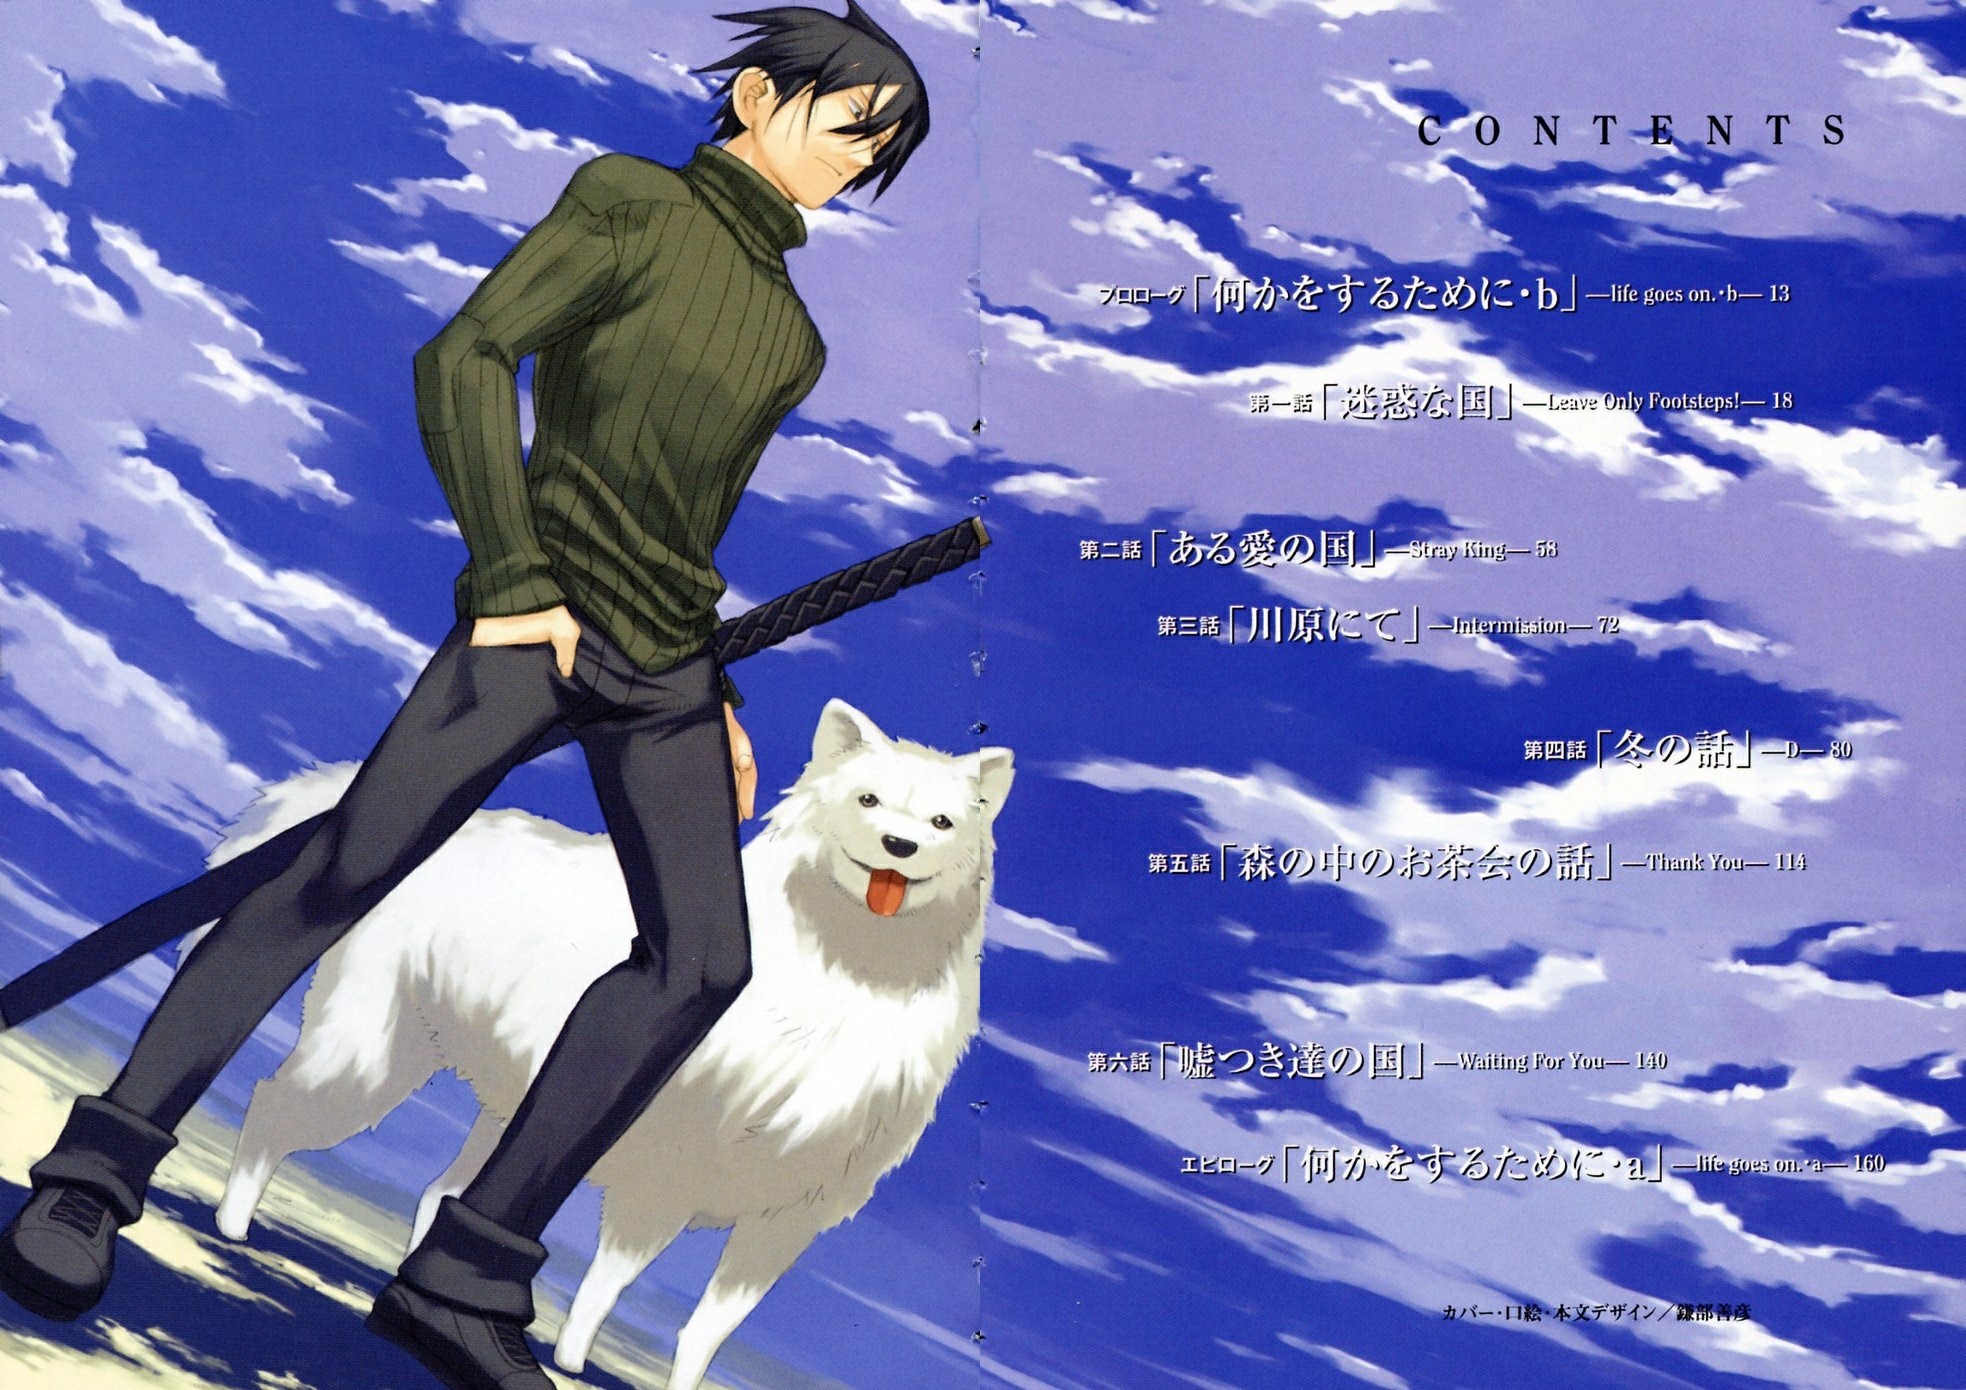 CONTENTS
プロローグ「何かをするために・b」—life goes on.・b— 13
第一話「迷惑な国」—Leave Only Footsteps!— 18
第二話「ある愛の国」—Stray King— 58
第三話「川原にて」—Intermission— 72
第四話「冬の話」—D— 80
第五話「森の中のお茶会の話」—Thank You— 114
第六話「嘘つき達の国」—Waiting For You— 140
エピローグ「何かをするために・a」—life goes on.・a— 160
カバー・口絵・本文デザイン／鎌部善彦